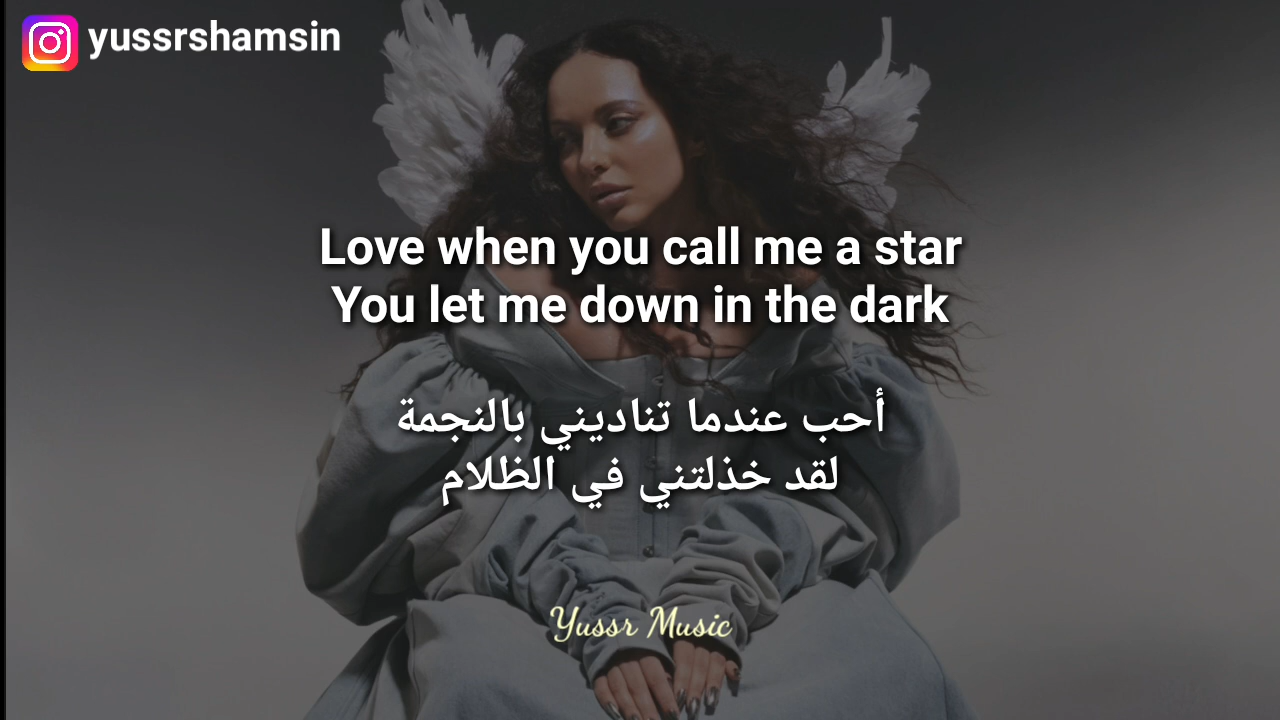 yussrshamsin
Love when you call me a star
You let me down in the dark
أحب عندما تناديني بالنجمة
لقد خذلتني في الظلام
Yussr Music